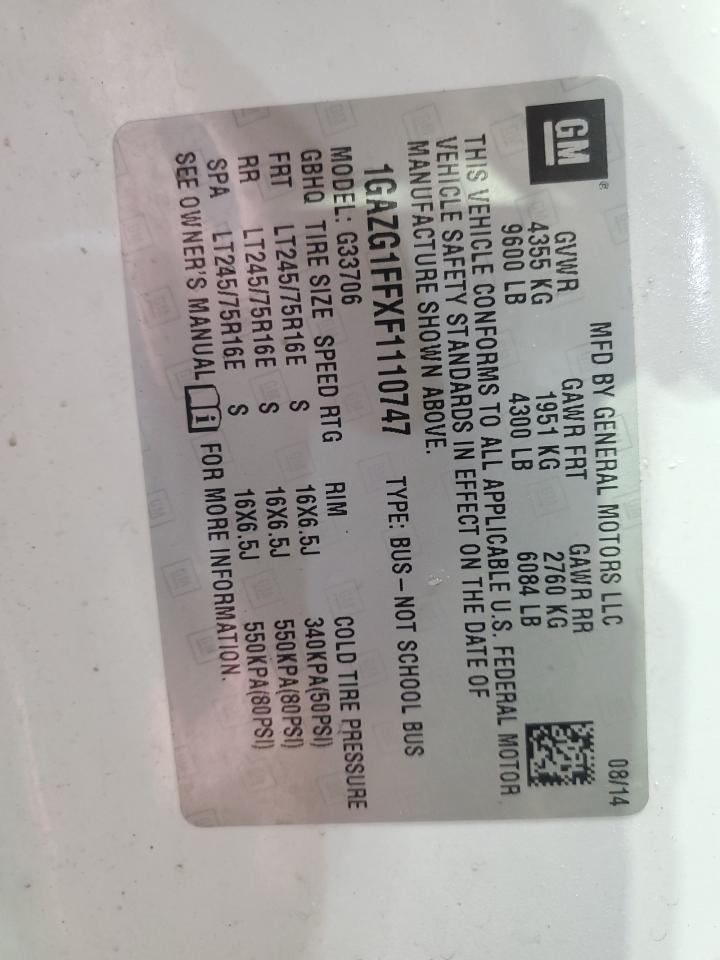 GM®
MFD BY GENERAL MOTORS LLC 08/14
GVWR GAWR FRT GAWR RR
4355 KG 1951 KG 2760 KG
9600 LB 4300 LB 6084 LB
THIS VEHICLE CONFORMS TO ALL APPLICABLE U.S. FEDERAL MOTOR
VEHICLE SAFETY STANDARDS IN EFFECT ON THE DATE OF
MANUFACTURE SHOWN ABOVE.
1GAZG1FFXF1110747 TYPE: BUS–NOT SCHOOL BUS
MODEL: G33706
GBHQ TIRE SIZE SPEED RTG RIM COLD TIRE PRESSURE
FRT LT245/75R16E S 16X6.5J 340KPA(50PSI)
RR LT245/75R16E S 16X6.5J 550KPA(80PSI)
SPA LT245/75R16E S 16X6.5J 550KPA(80PSI)
SEE OWNER'S MANUAL i FOR MORE INFORMATION.